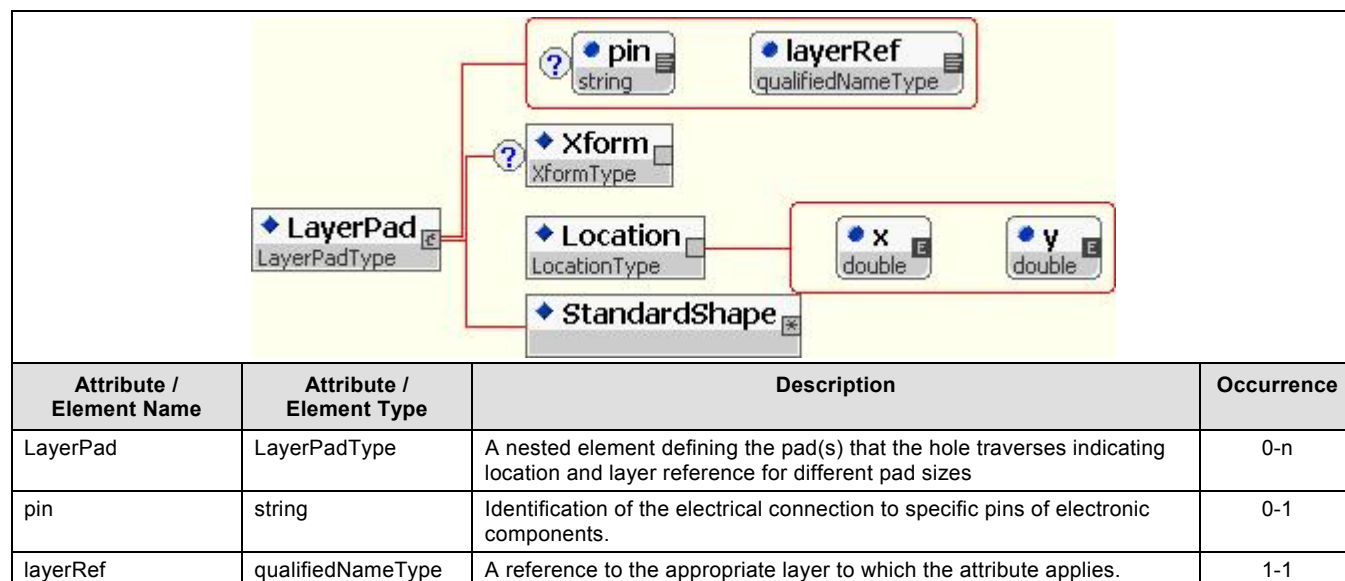 ? pin
string
layerRef
qualifiedNameType
? Xform
XformType
LayerPad
LayerPadType
Location
LocationType
x
double
E
y
double
E
StandardShape
Attribute / Element Name
Attribute / Element Type
Description
Occurrence
LayerPad
LayerPadType
A nested element defining the pad(s) that the hole traverses indicating
location and layer reference for different pad sizes
0-n
pin
string
Identification of the electrical connection to specific pins of electronic
components.
0-1
layerRef
qualifiedNameType
A reference to the appropriate layer to which the attribute applies.
1-1